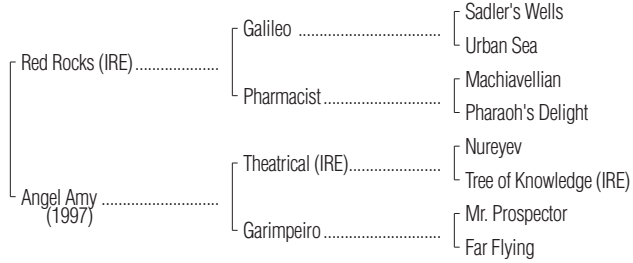 Sadler's Wells
Galileo ....................................
Urban Sea
Red Rocks (IRE).....................
Machiavellian
Pharmacist..............................
Pharaoh's Delight
Nureyev
Theatrical (IRE).......................
Tree of Knowledge (IRE)
Angel Amy .............................
(1997)
Mr. Prospector
Garimpeiro..............................
Far Flying